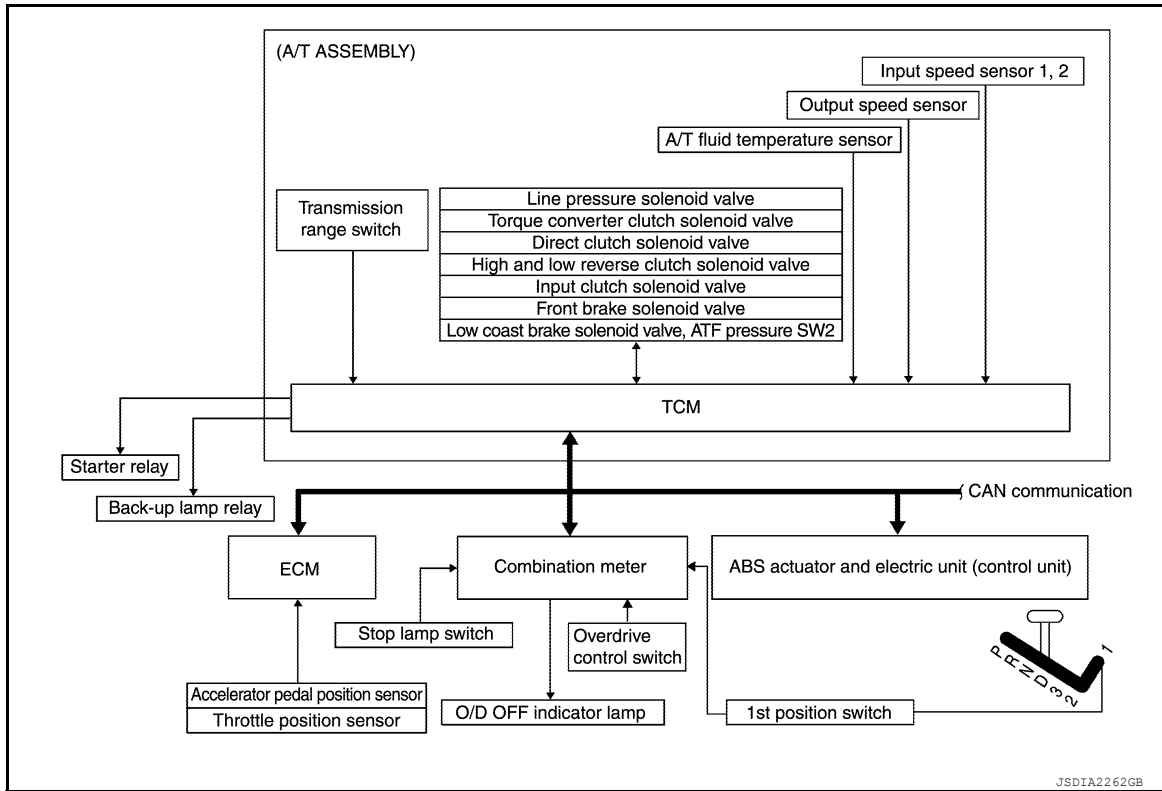 (A/T ASSEMBLY)
Input speed sensor 1, 2
Output speed sensor
A/T fluid temperature sensor
Transmission
range switch
Line pressure solenoid valve
Torque converter clutch solenoid valve
Direct clutch solenoid valve
High and low reverse clutch solenoid valve
Input clutch solenoid valve
Front brake solenoid valve
Low coast brake solenoid valve, ATF pressure SW2
TCM
Starter relay
Back-up lamp relay
CAN communication
ECM
Combination meter
ABS actuator and electric unit (control unit)
Stop lamp switch
Overdrive
control switch
Accelerator pedal position sensor
Throttle position sensor
O/D OFF indicator lamp
1st position switch
P R N D 3 2 1
JSDIA2262GB